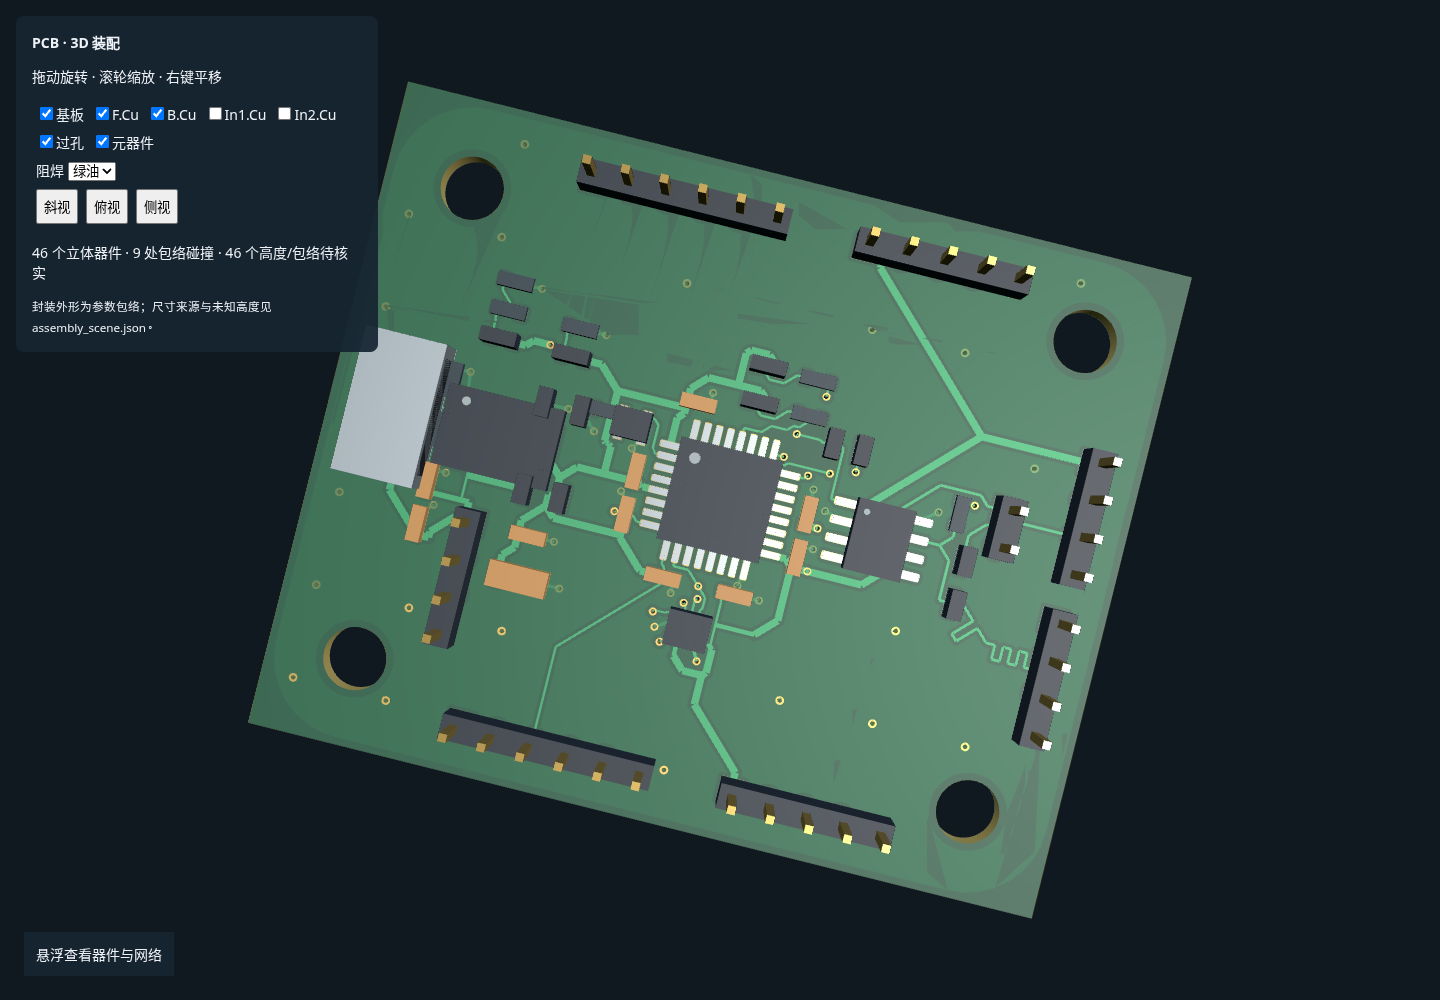 PCB · 3D 装配
拖动旋转 · 滚轮缩放 · 右键平移
基板 F.Cu B.Cu In1.Cu In2.Cu
过孔 元器件
阻焊 绿油
斜视 俯视 侧视
46 个立体器件 · 9 处包络碰撞 · 46 个高度/包络待核
实
封装外形为参数包络；尺寸来源与未知高度见
assembly_scene.json。
悬浮查看器件与网络